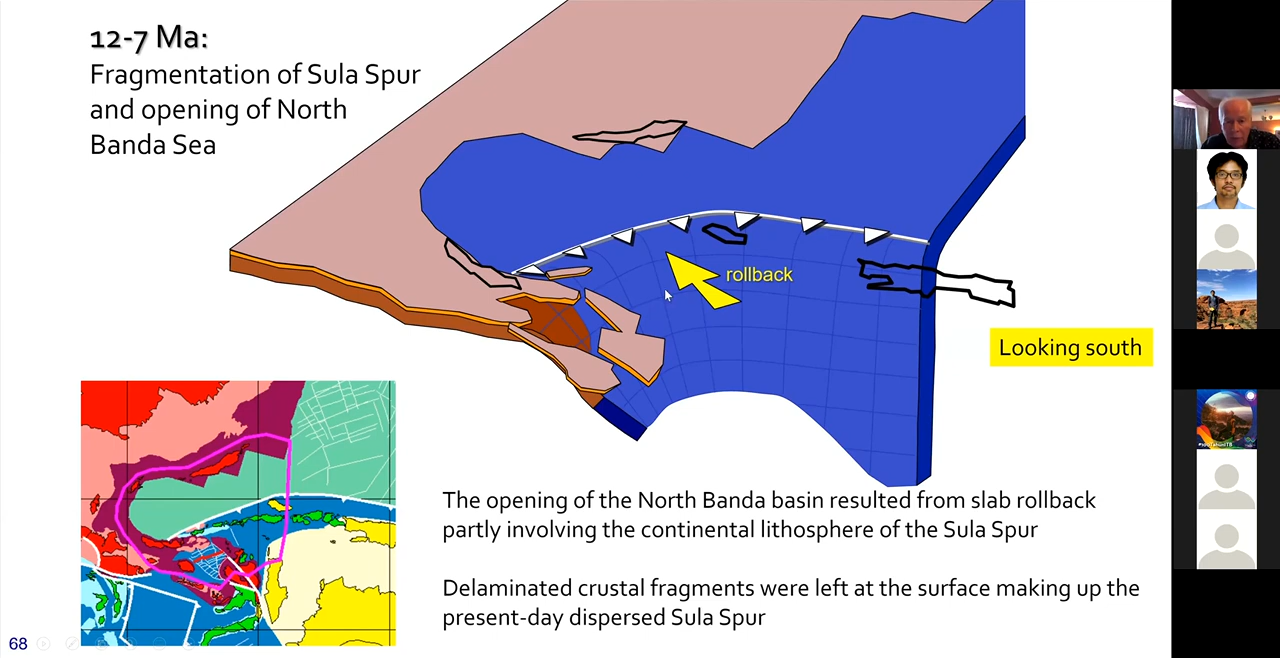 12-7 Ma:
Fragmentation of Sula Spur
and opening of North
Banda Sea
rollback
Looking south
The opening of the North Banda basin resulted from slab rollback
partly involving the continental lithosphere of the Sula Spur
Delaminated crustal fragments were left at the surface making up the
present-day dispersed Sula Spur
68